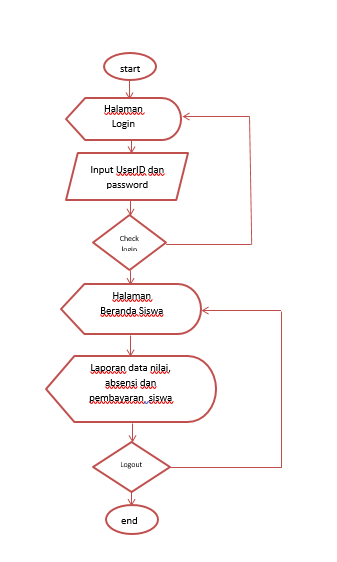 start
Halaman
Login
Input UserID dan
password
Check
login
Halaman
Beranda Siswa
Laporan data nilai,
absensi dan
pembayaran siswa
Logout
end